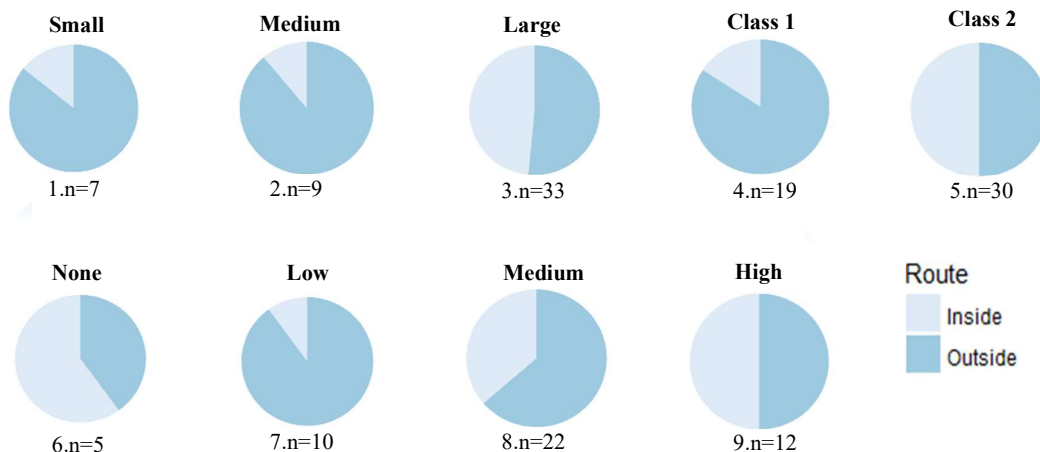 Small
Medium
Large
Class 1
Class 2
1.n=7
2.n=9
3.n=33
4.n=19
5.n=30
None
Low
Medium
High
6.n=5
7.n=10
8.n=22
9.n=12
Route
Inside
Outside